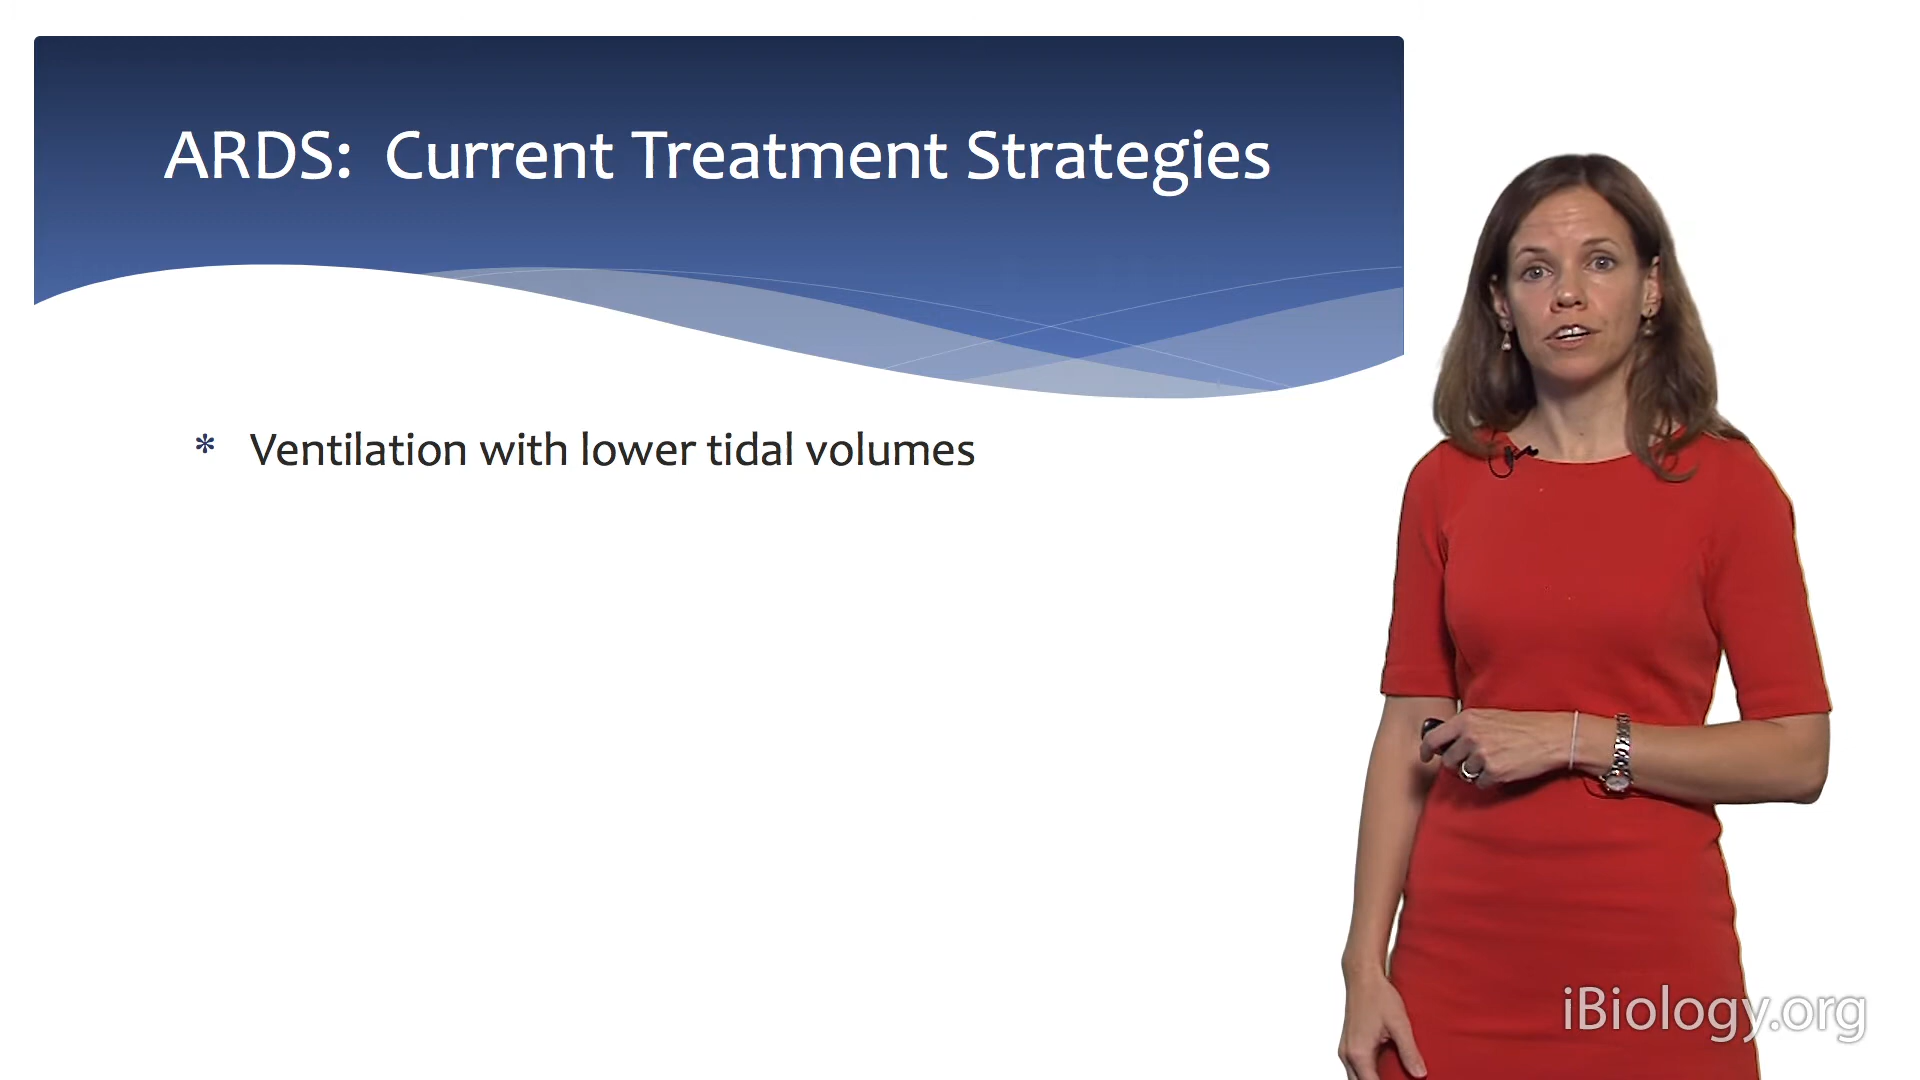 ARDS: Current Treatment Strategies
* Ventilation with lower tidal volumes
iBiology.org